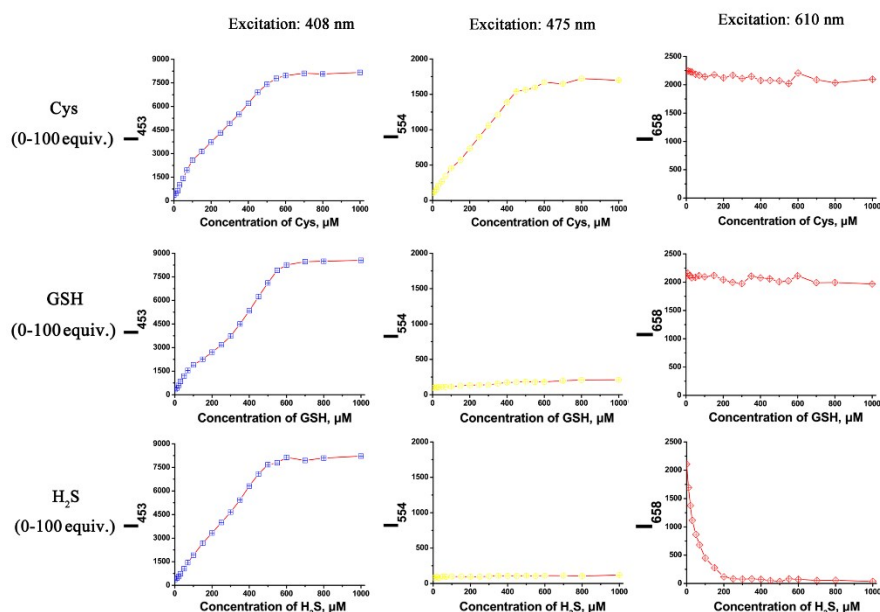 Excitation: 408 nm
Excitation: 475 nm
Excitation: 610 nm
Cys
(0-100 equiv.)
I453
9000
7500
6000
4500
3000
1500
0
0 200 400 600 800 1000
Concentration of Cys, µM
I554
2000
1500
1000
500
0
0 200 400 600 800 1000
Concentration of Cys, µM
I658
2500
2000
1500
1000
500
0
0 200 400 600 800 1000
Concentration of Cys, µM
GSH
(0-100 equiv.)
I453
9000
7500
6000
4500
3000
1500
0
0 200 400 600 800 1000
Concentration of GSH, µM
I554
2000
1500
1000
500
0
0 200 400 600 800 1000
Concentration of GSH, µM
I658
2500
2000
1500
1000
500
0
0 200 400 600 800 1000
Concentration of GSH, µM
H₂S
(0-100 equiv.)
I453
9000
7500
6000
4500
3000
1500
0
0 200 400 600 800 1000
Concentration of H₂S, µM
I554
2000
1500
1000
500
0
0 200 400 600 800 1000
Concentration of H₂S, µM
I658
2500
2000
1500
1000
500
0
0 200 400 600 800 1000
Concentration of H₂S, µM